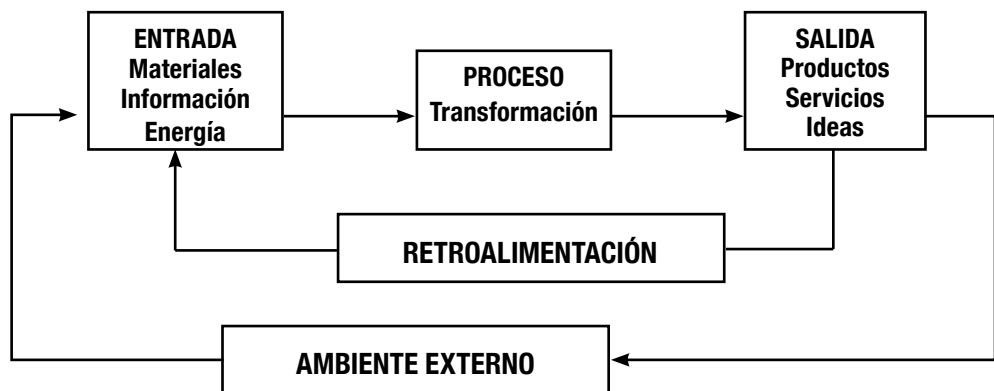 ENTRADA
Materiales
Información
Energía
PROCESO
Transformación
SALIDA
Productos
Servicios
Ideas
RETROALIMENTACIÓN
AMBIENTE EXTERNO